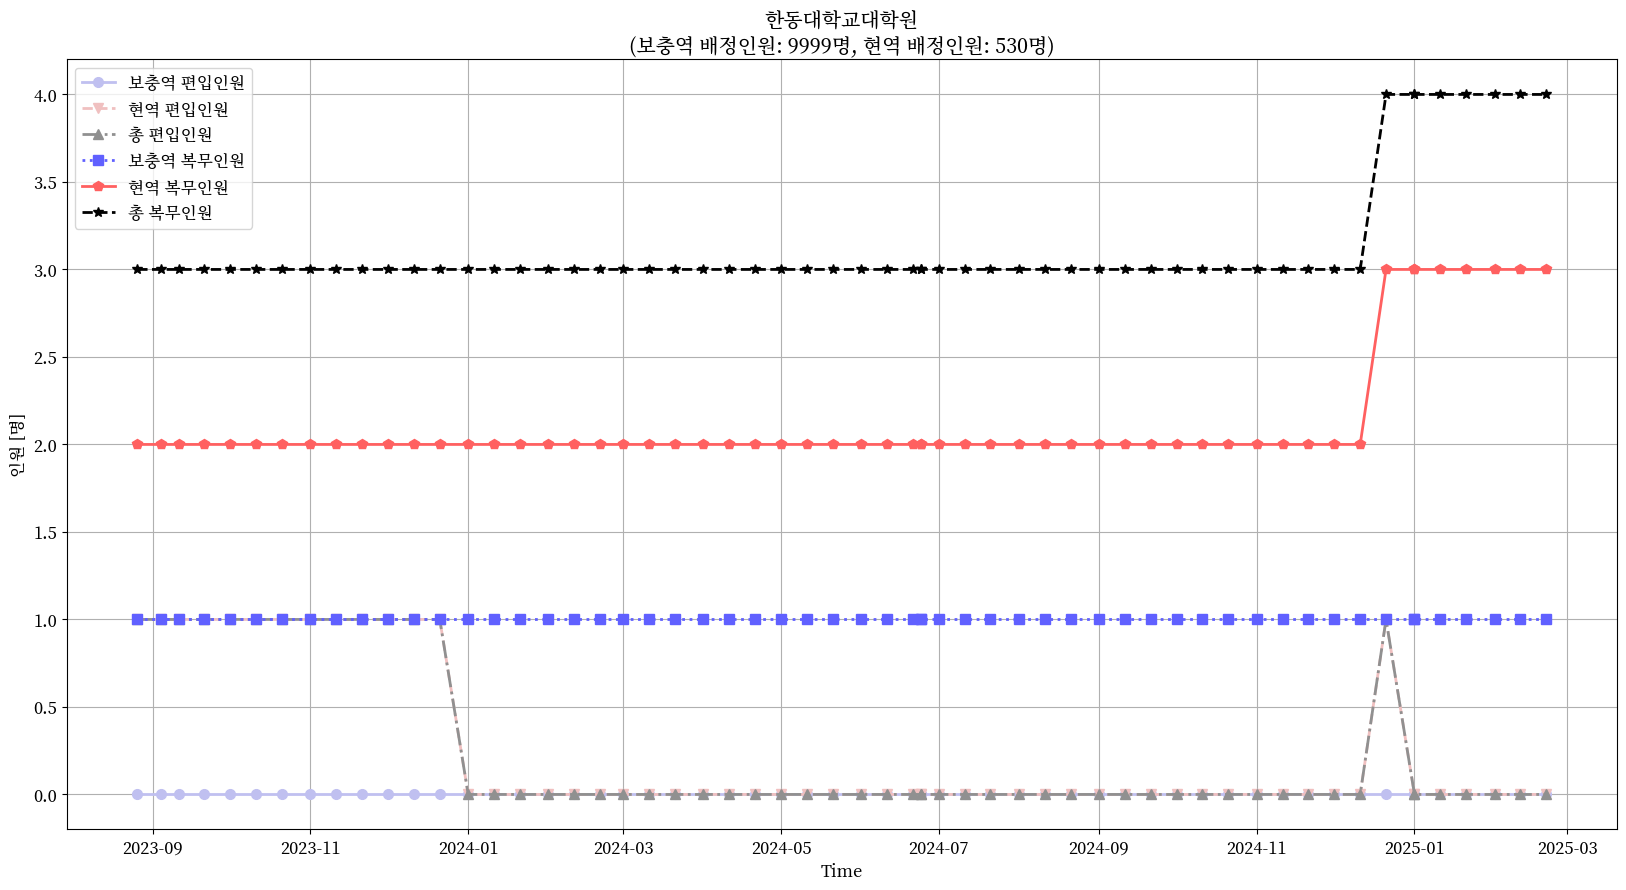 한동대학교대학원
(보충역 배정인원: 9999명, 현역 배정인원: 530명)
보충역 편입인원
현역 편입인원
총 편입인원
보충역 복무인원
현역 복무인원
총 복무인원
4.0
3.5
3.0
2.5
2.0
1.5
1.0
0.5
0.0
인원 [명]
2023-09
2023-11
2024-01
2024-03
2024-05
2024-07
2024-09
2024-11
2025-01
2025-03
Time